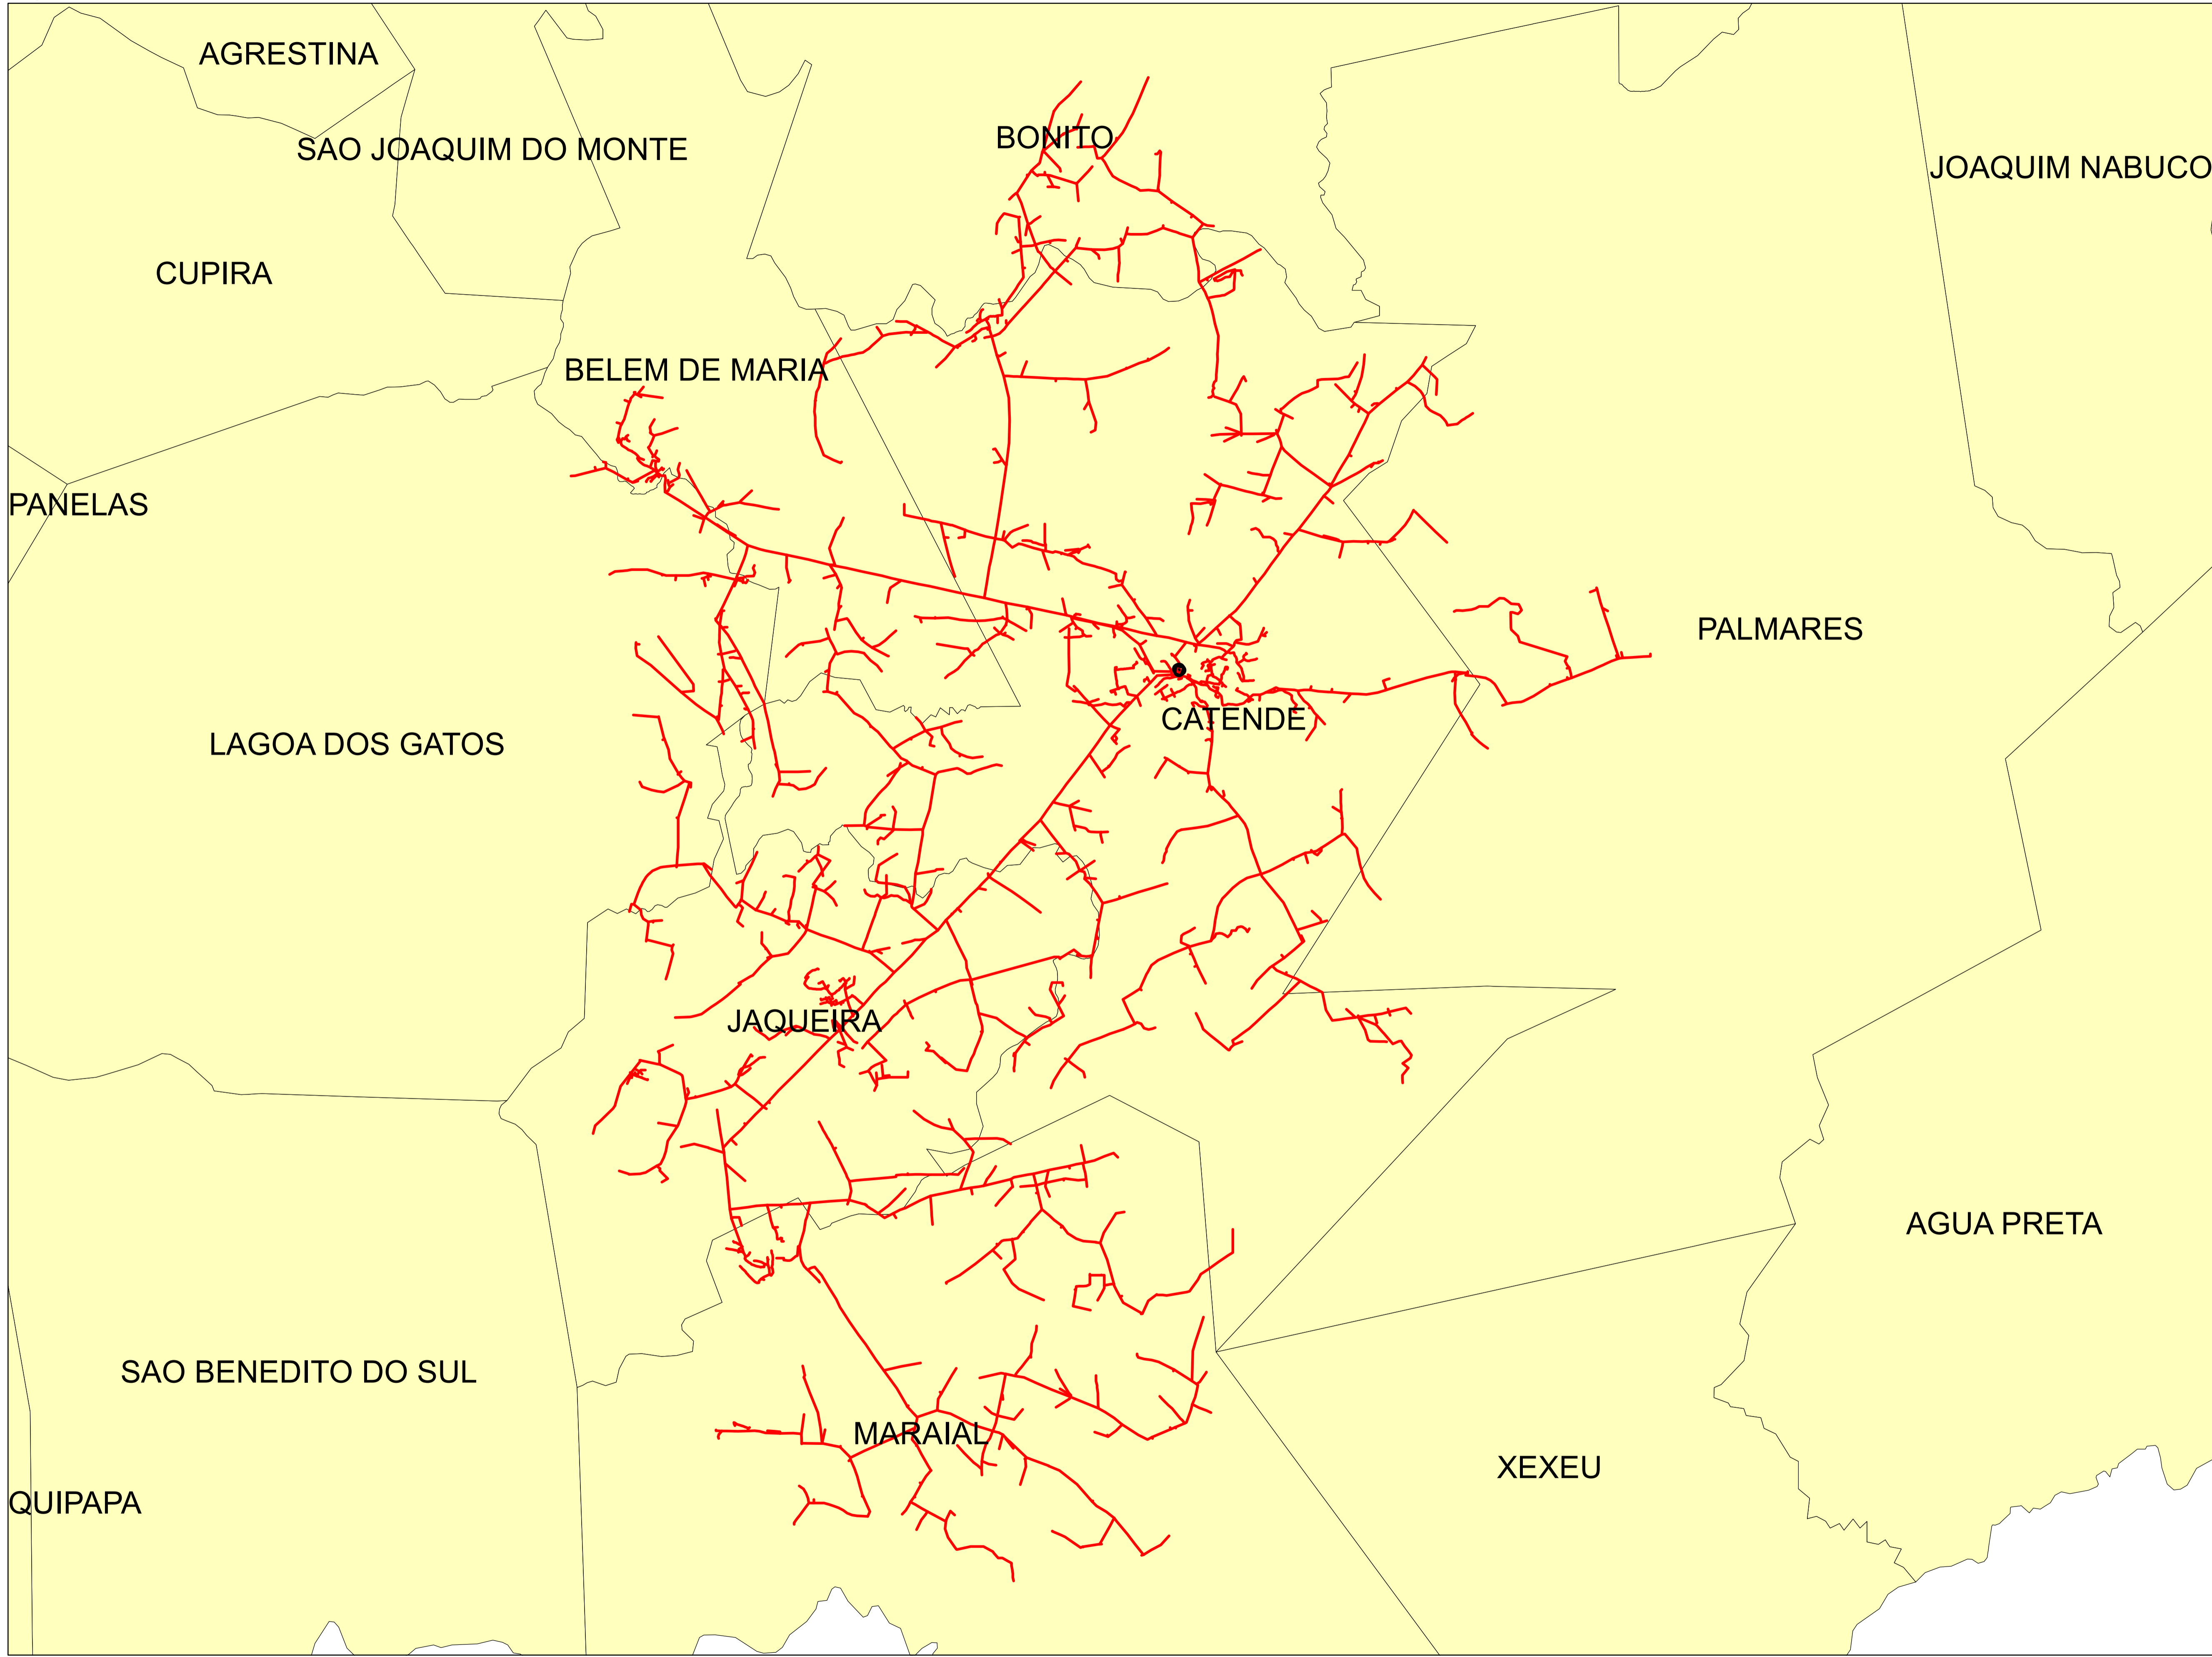 AGRESTINA
BONITO
SAO JOAQUIM DO MONTE
JOAQUIM NABUCO
CUPIRA
BELEM DE MARIA
PANELAS
PALMARES
CATENDE
LAGOA DOS GATOS
JAQUEIRA
AGUA PRETA
SAO BENEDITO DO SUL
MARAIAL
XEXEU
QUIPAPA